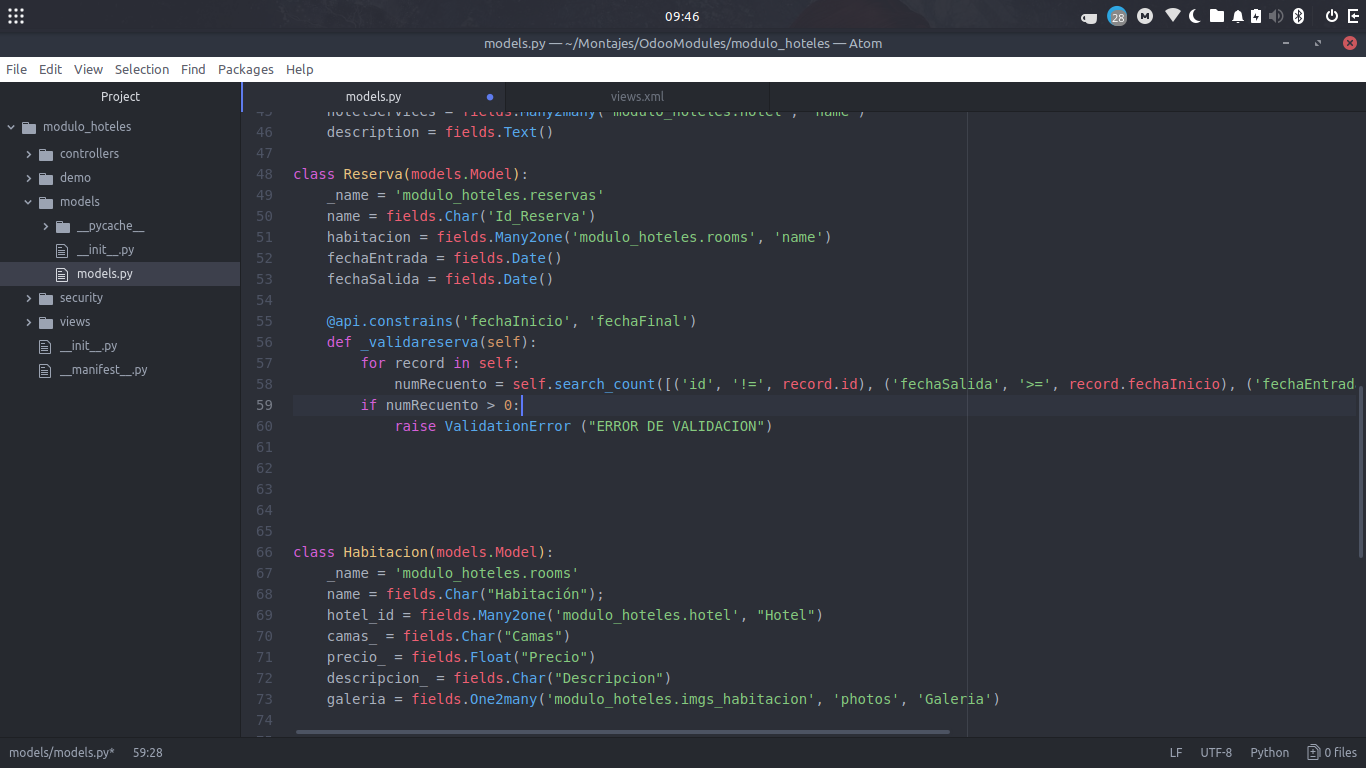 09:46
28
M
models.py — ~/Montajes/OdooModules/modulo_hoteles — Atom
File Edit View Selection Find Packages Help
Project
models.py
views.xml
modulo_hoteles
controllers
demo
models
__pycache__
__init__.py
models.py
security
views
__init__.py
__manifest__.py
45 hotelServices = fields.Many2many('modulo_hoteles.hotel', 'name')
46 description = fields.Text()
47
48 class Reserva(models.Model):
49 _name = 'modulo_hoteles.reservas'
50 name = fields.Char('Id_Reserva')
51 habitacion = fields.Many2one('modulo_hoteles.rooms', 'name')
52 fechaEntrada = fields.Date()
53 fechaSalida = fields.Date()
54
55 @api.constrains('fechaInicio', 'fechaFinal')
56 def _validareserva(self):
57 for record in self:
58 numRecuento = self.search_count([('id', '!=', record.id), ('fechaSalida', '>=', record.fechaInicio), ('fechaEntrad
59 if numRecuento > 0:
60 raise ValidationError ("ERROR DE VALIDACION")
61
62
63
64
65
66 class Habitacion(models.Model):
67 _name = 'modulo_hoteles.rooms'
68 name = fields.Char("Habitación");
69 hotel_id = fields.Many2one('modulo_hoteles.hotel', "Hotel")
70 camas_ = fields.Char("Camas")
71 precio_ = fields.Float("Precio")
72 descripcion_ = fields.Char("Descripcion")
73 galeria = fields.One2many('modulo_hoteles.imgs_habitacion', 'photos', 'Galeria')
74
models/models.py* 59:28 LF UTF-8 Python 0 files